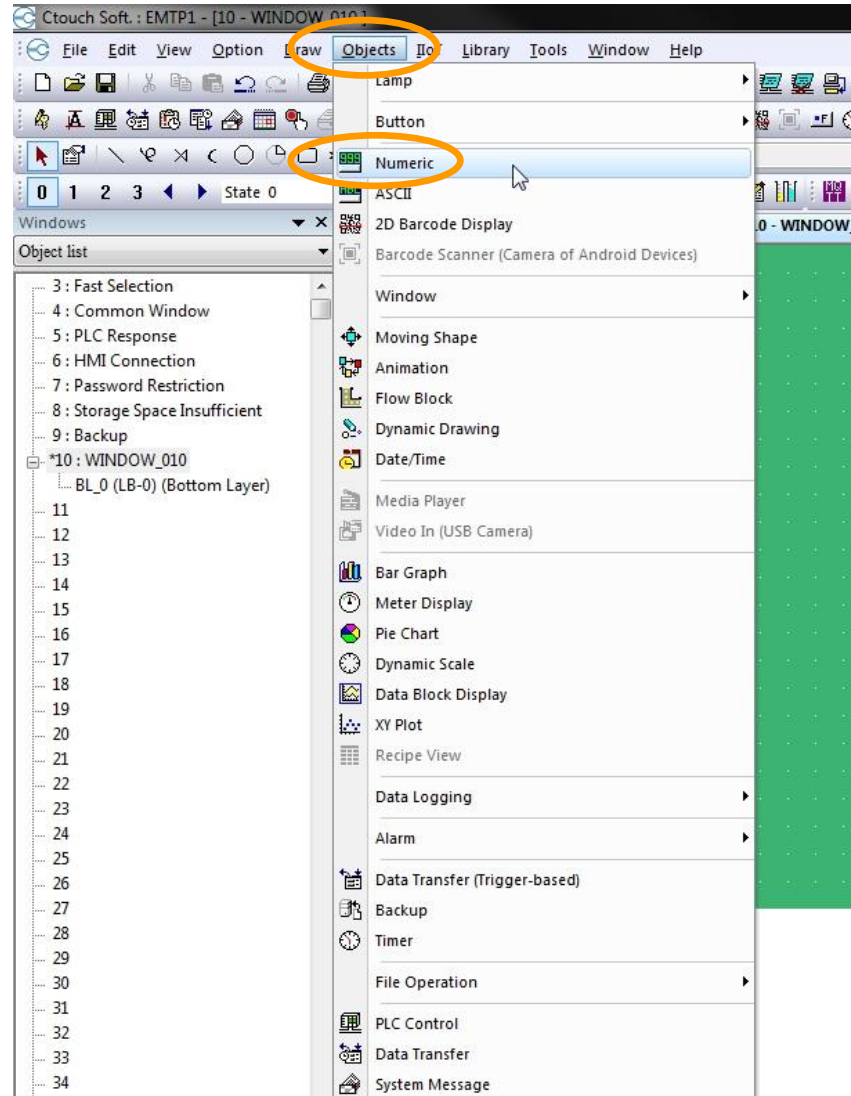 Ctouch Soft. : EMTP1 - [10 - WINDOW_010 ]
File Edit View Option Draw Objects IIoT Library Tools Window Help
0 1 2 3 State 0
Windows
10 - WINDOW_
Object list
3 : Fast Selection
4 : Common Window
5 : PLC Response
6 : HMI Connection
7 : Password Restriction
8 : Storage Space Insufficient
9 : Backup
*10 : WINDOW_010
BL_0 (LB-0) (Bottom Layer)
11
12
13
14
15
16
17
18
19
20
21
22
23
24
25
26
27
28
29
30
31
32
33
34
Lamp
Button
Numeric
ASCII
2D Barcode Display
Barcode Scanner (Camera of Android Devices)
Window
Moving Shape
Animation
Flow Block
Dynamic Drawing
Date/Time
Media Player
Video In (USB Camera)
Bar Graph
Meter Display
Pie Chart
Dynamic Scale
Data Block Display
XY Plot
Recipe View
Data Logging
Alarm
Data Transfer (Trigger-based)
Backup
Timer
File Operation
PLC Control
Data Transfer
System Message